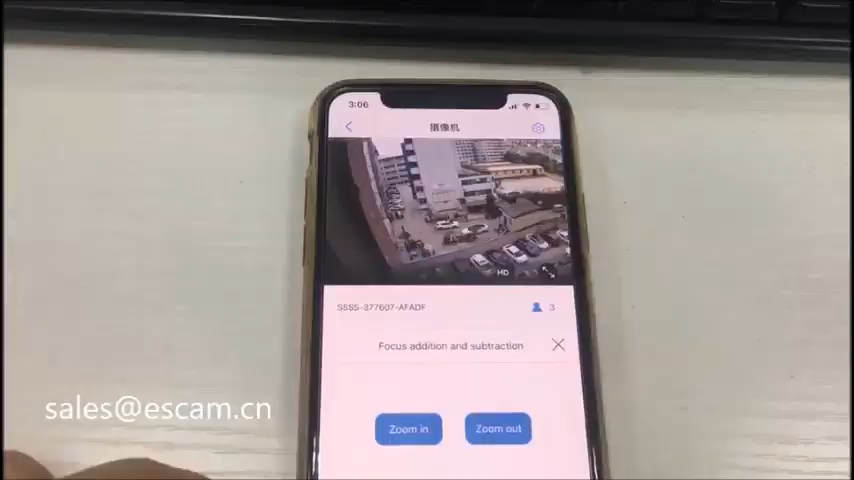 3:06
摄像机
HD
SSSS-377607-AFADF
3
Focus addition and subtraction
Zoom in
Zoom out
sales@escam.cn